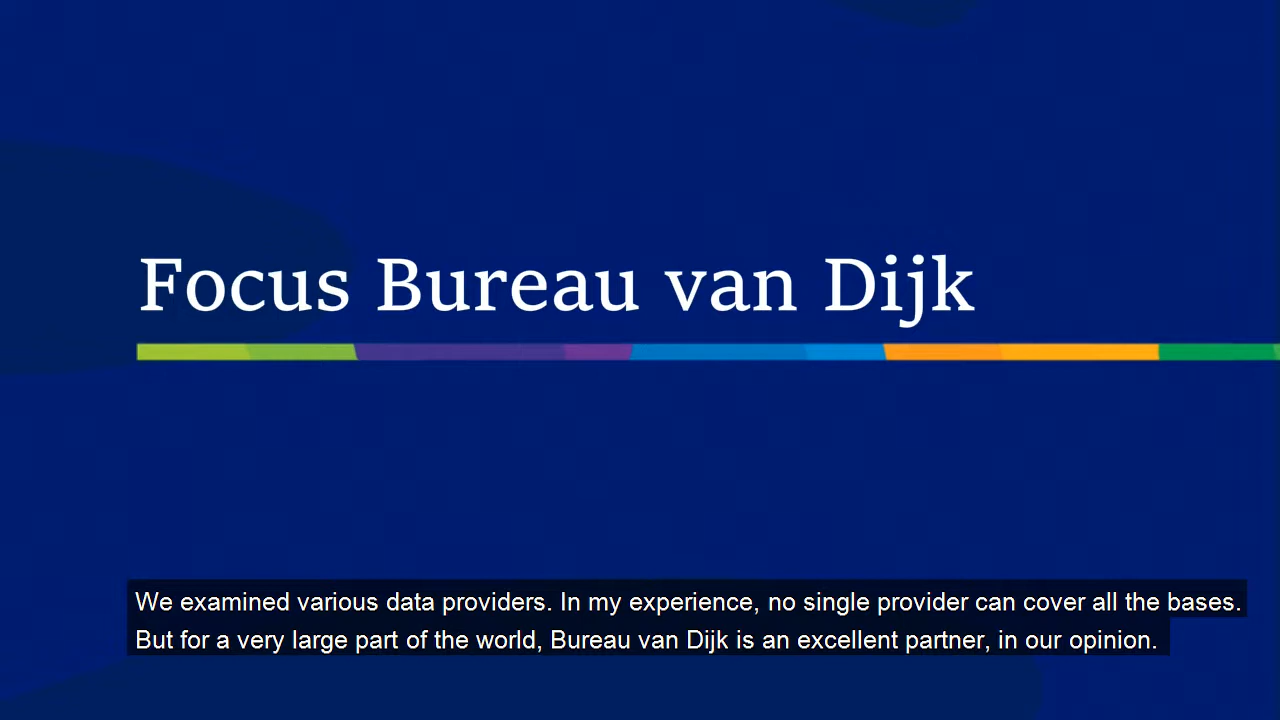 Focus Bureau van Dijk
We examined various data providers. In my experience, no single provider can cover all the bases.
But for a very large part of the world, Bureau van Dijk is an excellent partner, in our opinion.